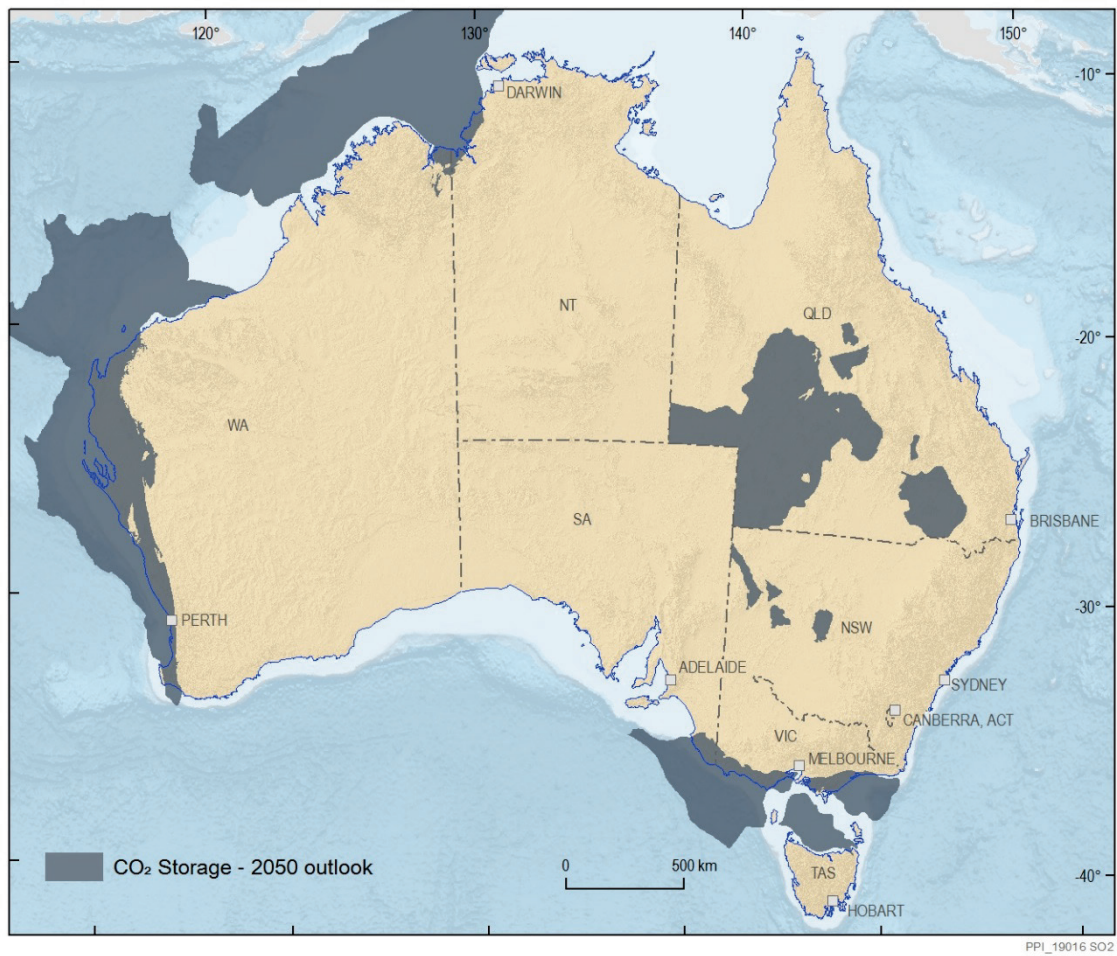 120°
130°
140°
150°
-10°
DARWIN
NT
QLD
-20°
WA
SA
BRISBANE
-30°
PERTH
NSW
ADELAIDE
SYDNEY
CANBERRA, ACT
VIC
MELBOURNE
CO₂ Storage - 2050 outlook
0
500 km
TAS
-40°
HOBART
PPI_19016 SO2